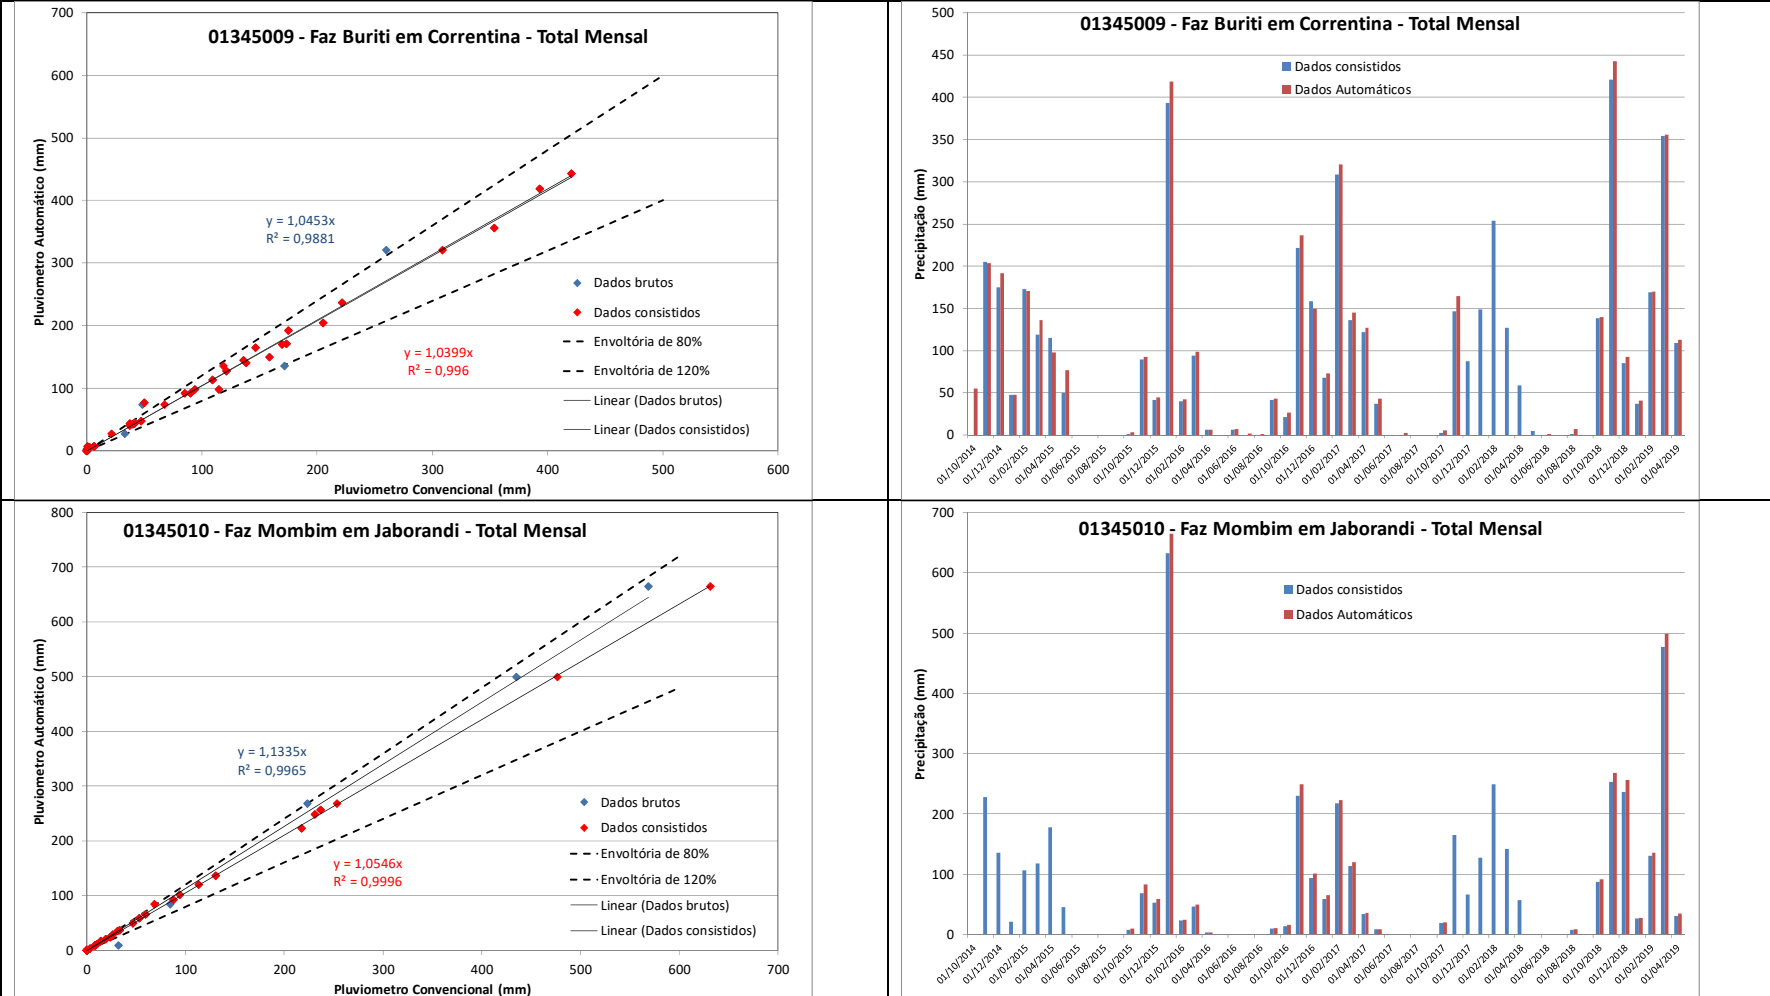 01345009 - Faz Buriti em Correntina - Total Mensal
700
600
500
400
300
200
100
0
Pluviometro Automático (mm)
y = 1,0453x
R² = 0,9881
y = 1,0399x
R² = 0,996
Dados brutos
Dados consistidos
Envoltória de 80%
Envoltória de 120%
Linear (Dados brutos)
Linear (Dados consistidos)
0 100 200 300 400 500 600
Pluviometro Convencional (mm)
01345009 - Faz Buriti em Correntina - Total Mensal
500
450
400
350
300
250
200
150
100
50
0
Precipitação (mm)
Dados consistidos
Dados Automáticos
01/10/2014 01/12/2014 01/02/2015 01/04/2015 01/06/2015 01/08/2015 01/10/2015 01/12/2015 01/02/2016 01/04/2016 01/06/2016 01/08/2016 01/10/2016 01/12/2016 01/02/2017 01/04/2017 01/06/2017 01/08/2017 01/10/2017 01/12/2017 01/02/2018 01/04/2018 01/06/2018 01/08/2018 01/10/2018 01/12/2018 01/02/2019 01/04/2019
01345010 - Faz Mombim em Jaborandi - Total Mensal
800
700
600
500
400
300
200
100
0
Pluviometro Automático (mm)
y = 1,1335x
R² = 0,9965
y = 1,0546x
R² = 0,9996
Dados brutos
Dados consistidos
Envoltória de 80%
Envoltória de 120%
Linear (Dados brutos)
Linear (Dados consistidos)
0 100 200 300 400 500 600 700
Pluviometro Convencional (mm)
01345010 - Faz Mombim em Jaborandi - Total Mensal
700
600
500
400
300
200
100
0
Precipitação (mm)
Dados consistidos
Dados Automáticos
01/10/2014 01/12/2014 01/02/2015 01/04/2015 01/06/2015 01/08/2015 01/10/2015 01/12/2015 01/02/2016 01/04/2016 01/06/2016 01/08/2016 01/10/2016 01/12/2016 01/02/2017 01/04/2017 01/06/2017 01/08/2017 01/10/2017 01/12/2017 01/02/2018 01/04/2018 01/06/2018 01/08/2018 01/10/2018 01/12/2018 01/02/2019 01/04/2019